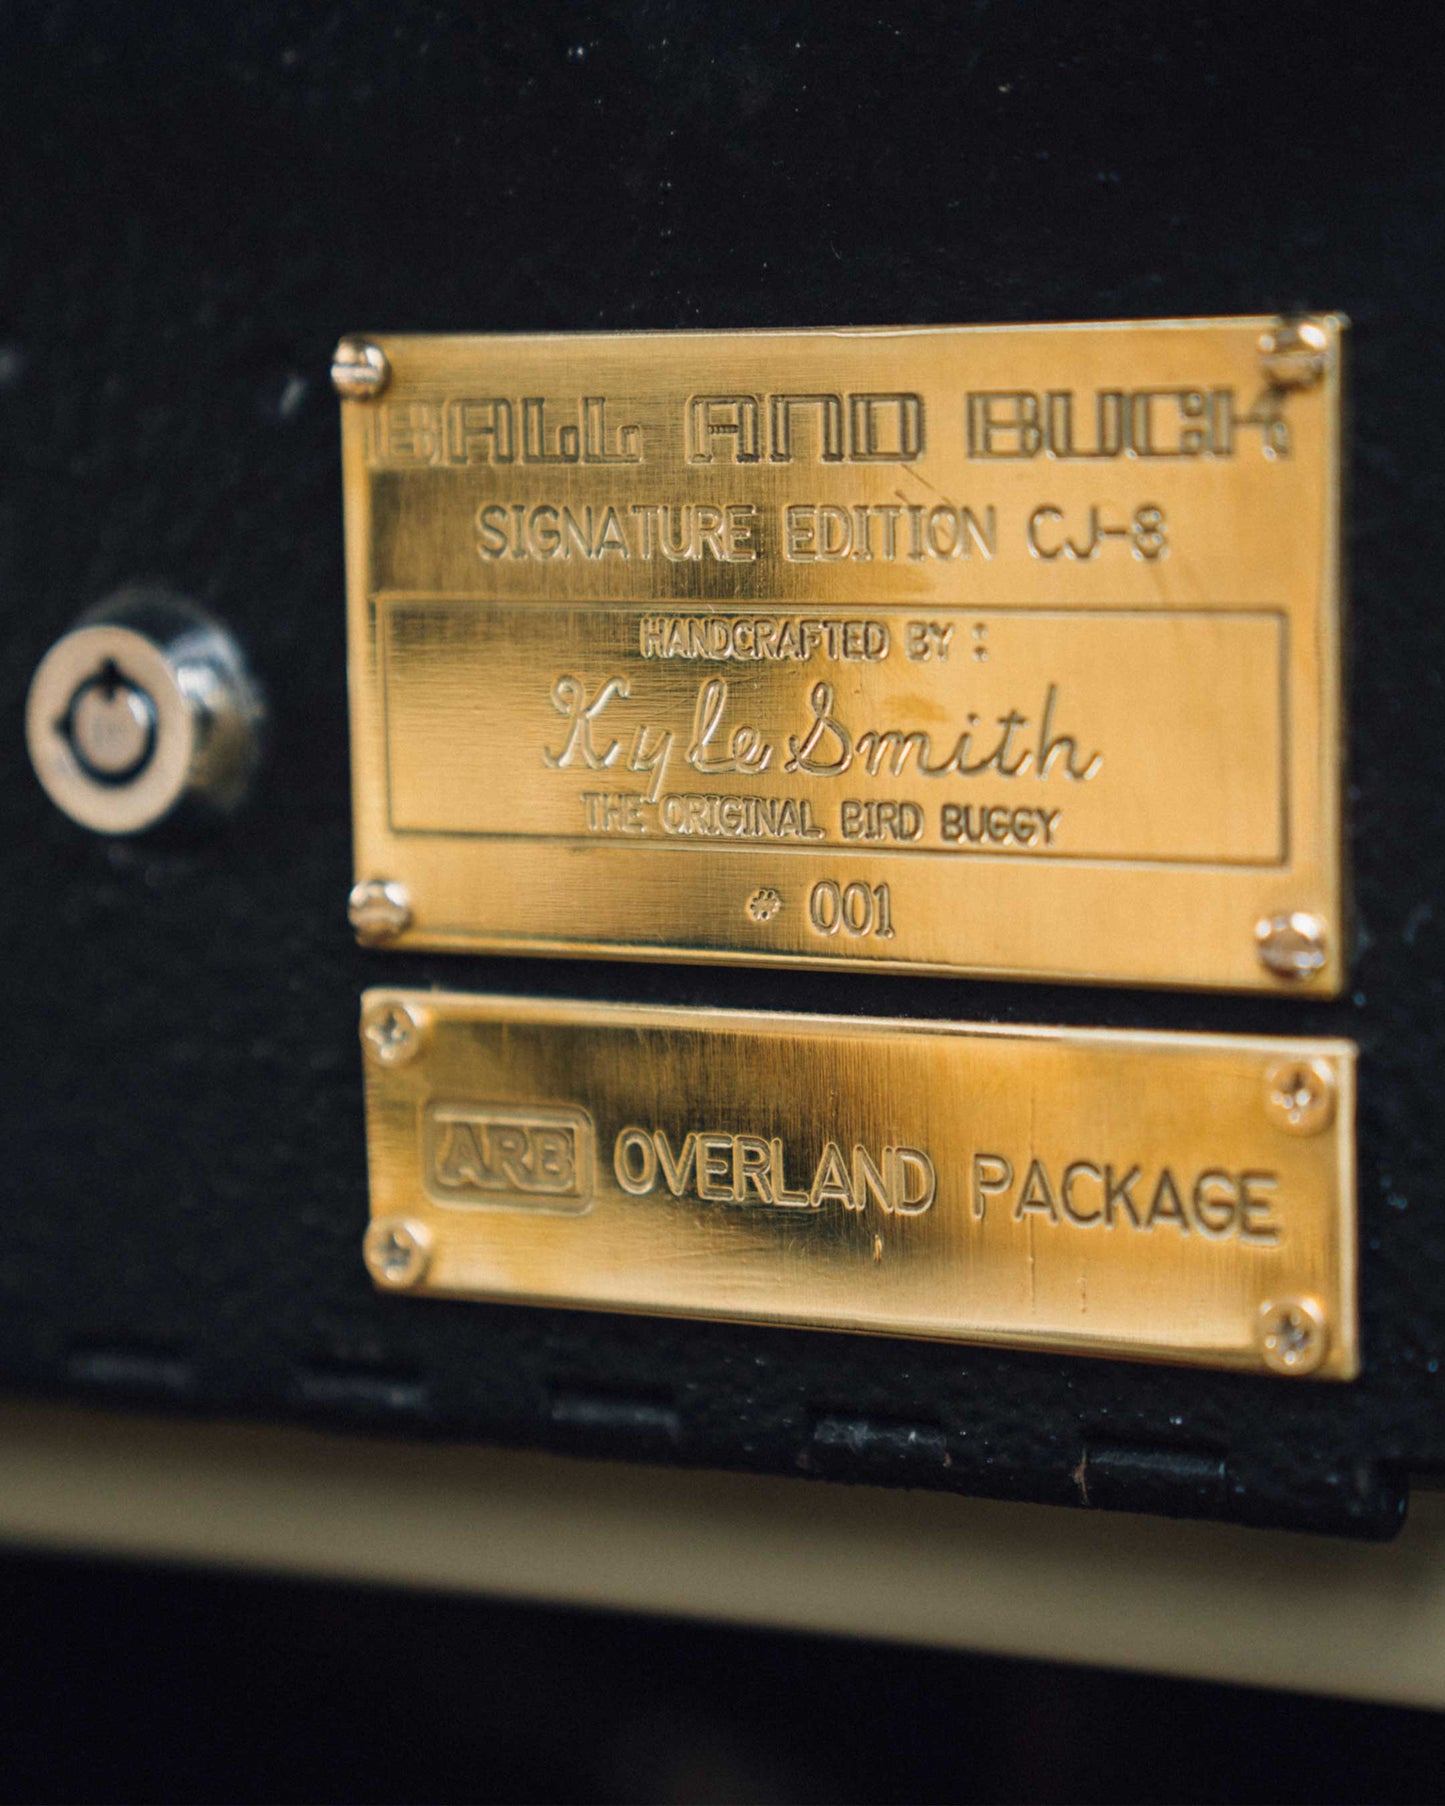 BALL AND BUCK
SIGNATURE EDITION CJ-8
HANDCRAFTED BY :
Kyle Smith
THE ORIGINAL BIRD BUGGY
# 001
ARB OVERLAND PACKAGE